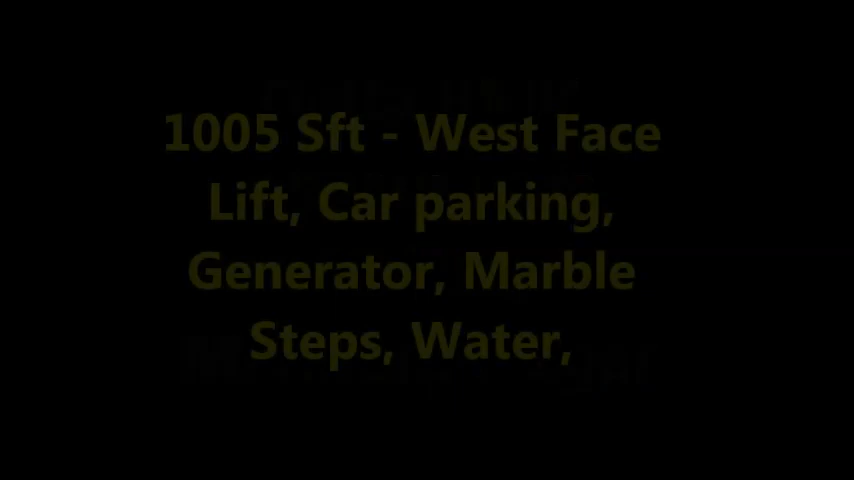 1005 Sft - West Face
Lift, Car parking,
Generator, Marble
Steps, Water,